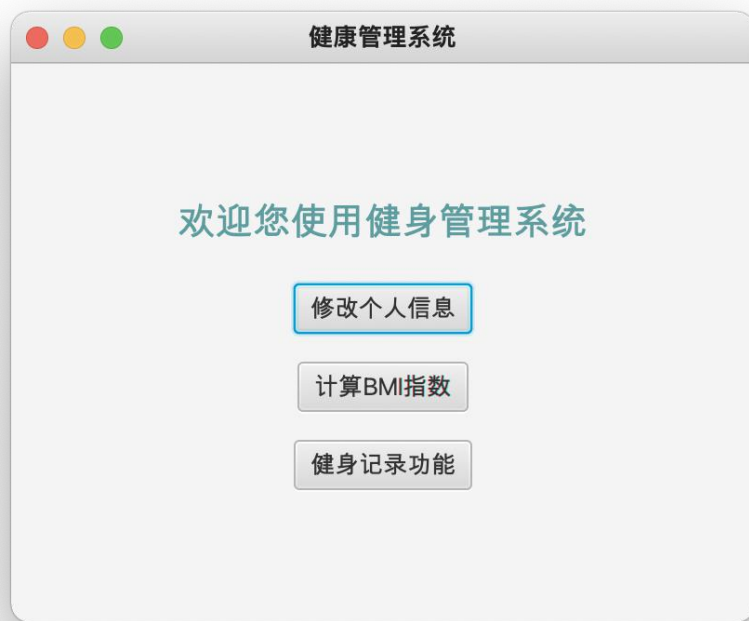 健康管理系统
欢迎您使用健身管理系统
修改个人信息
计算BMI指数
健身记录功能